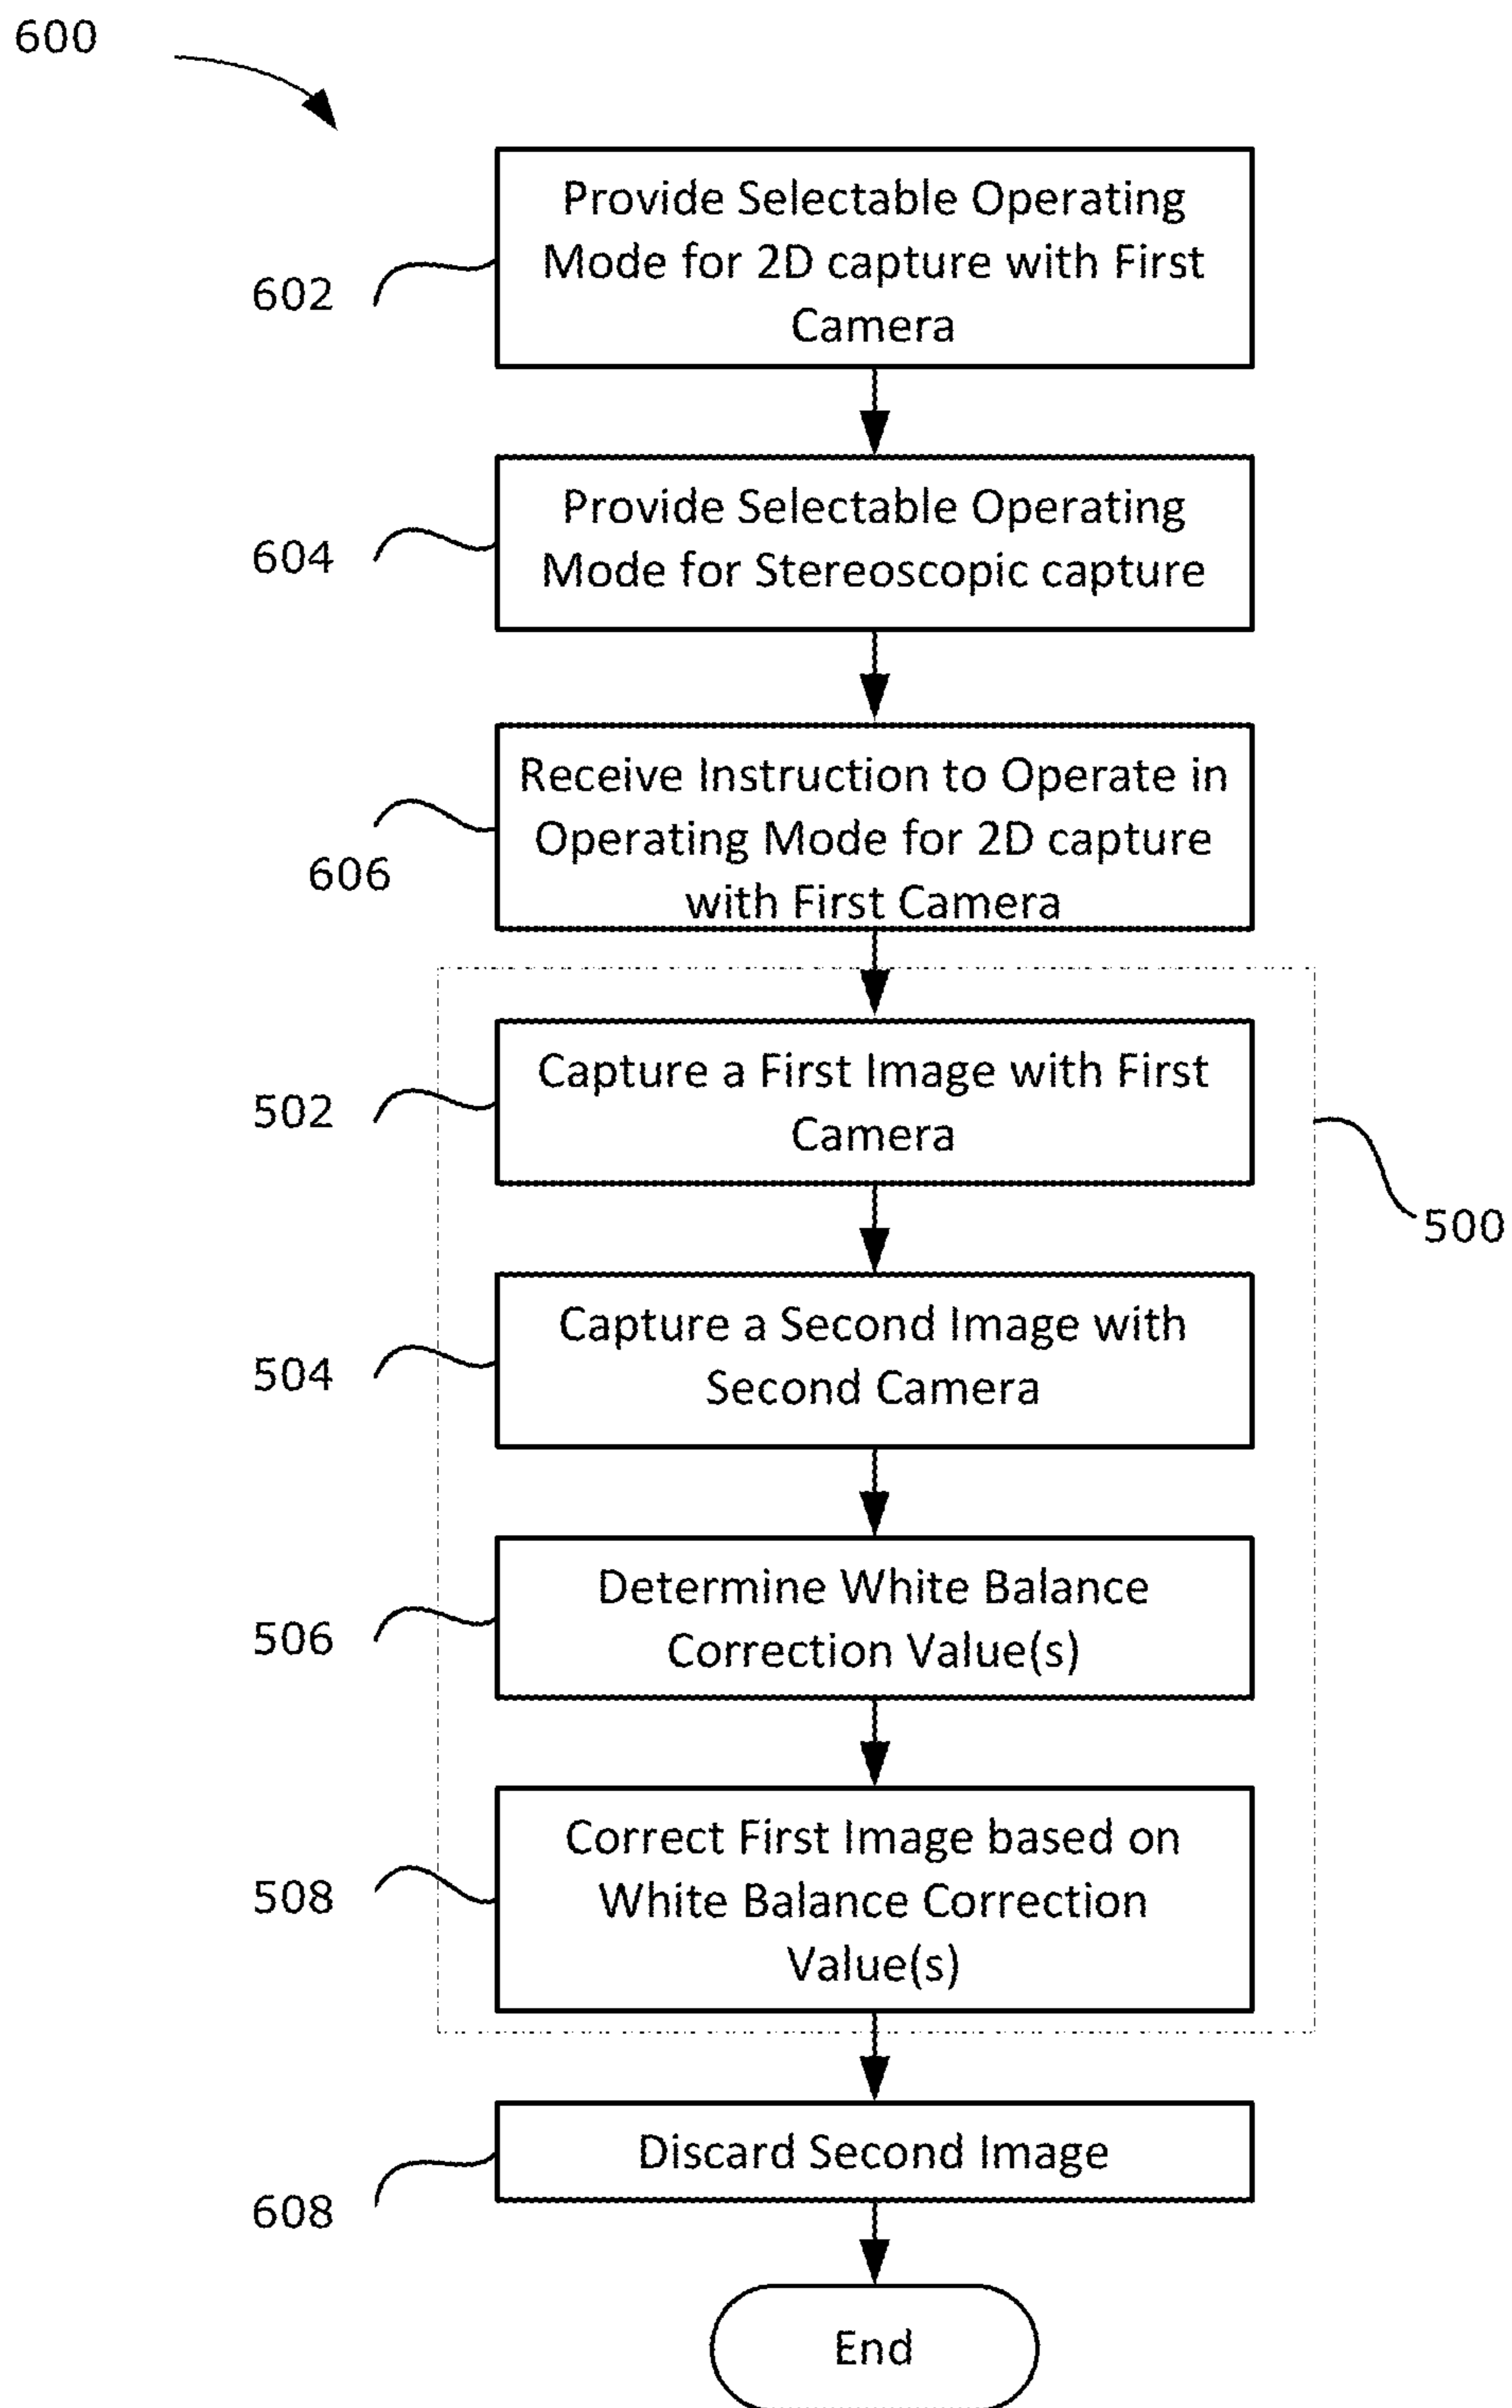 600
Provide Selectable Operating
Mode for 2D capture with First
Camera
602
Provide Selectable Operating
Mode for Stereoscopic capture
604
Receive Instruction to Operate in
Operating Mode for 2D capture
with First Camera
606
Capture a First Image with First
Camera
502
500
Capture a Second Image with
Second Camera
504
Determine White Balance
Correction Value(s)
506
Correct First Image based on
White Balance Correction
Value(s)
508
Discard Second Image
608
End